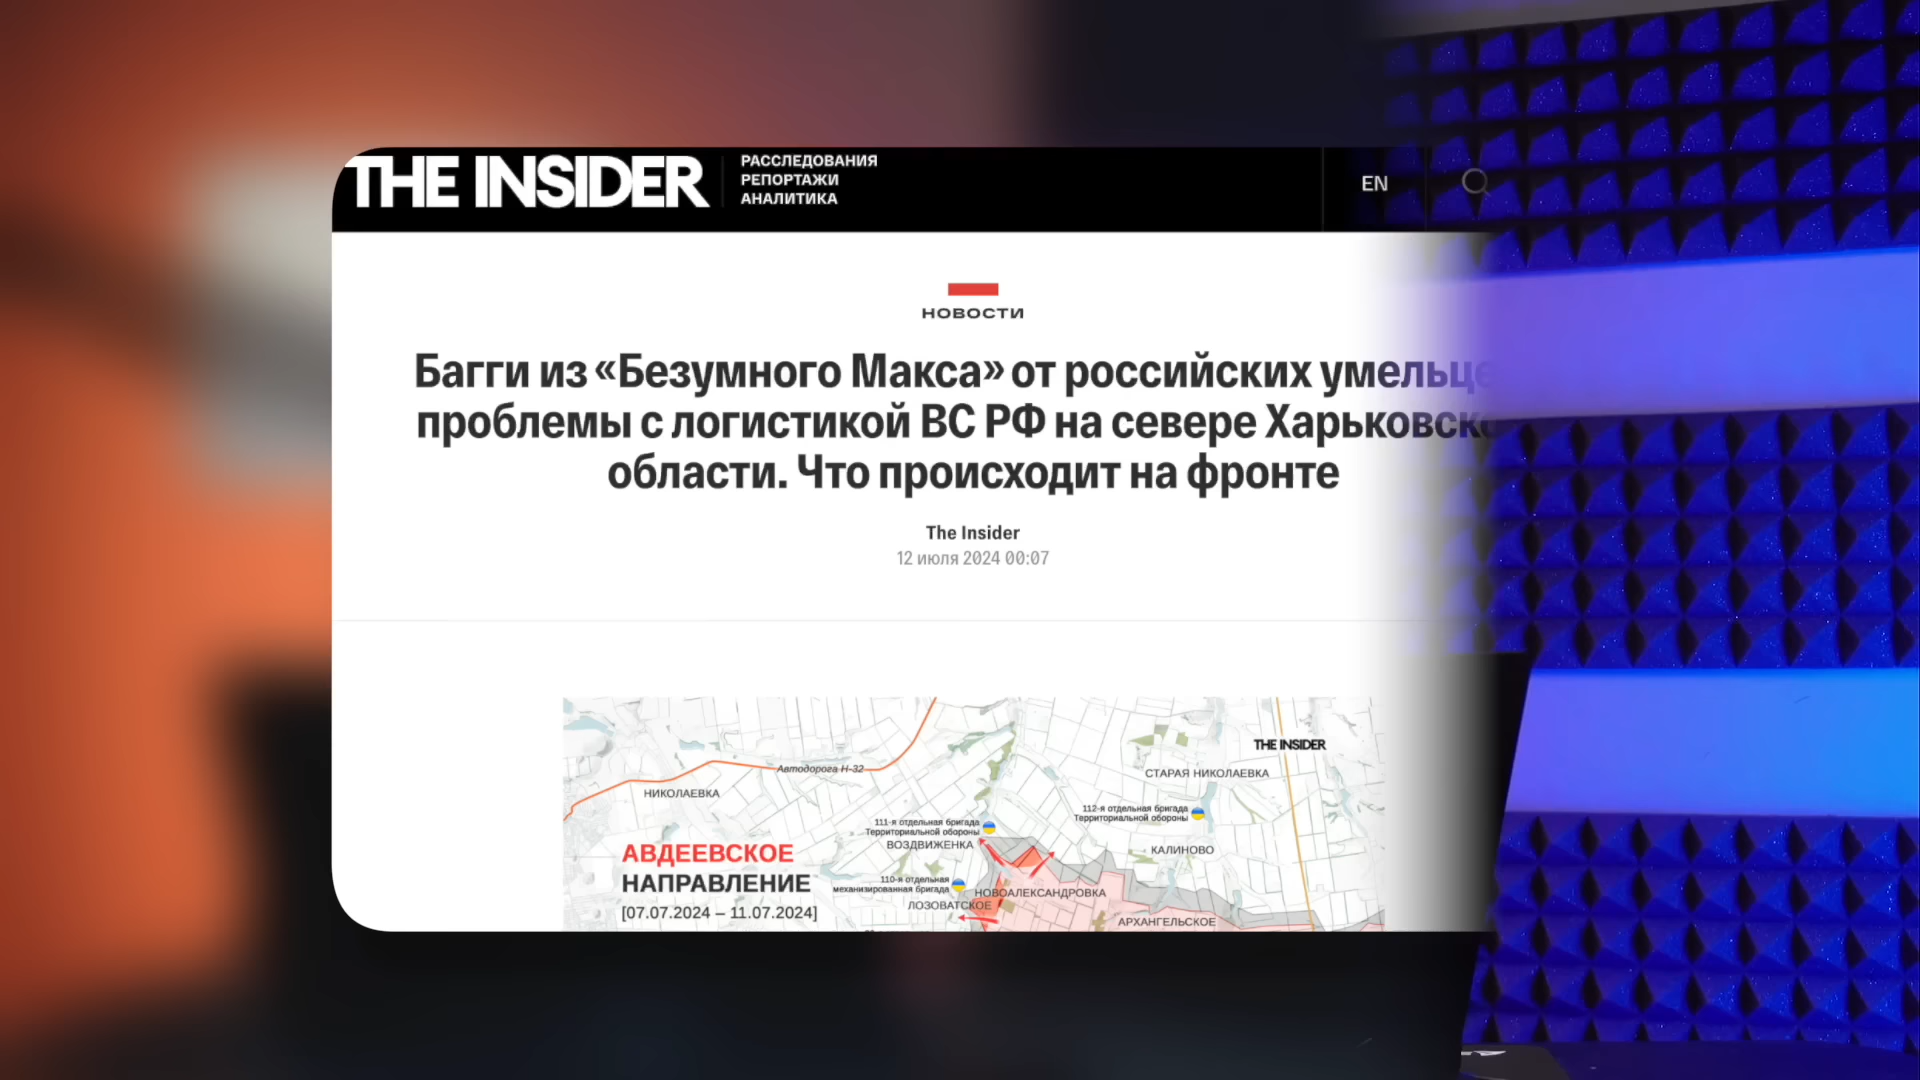 THE INSIDER
РАССЛЕДОВАНИЯ
РЕПОРТАЖИ
АНАЛИТИКА
EN
НОВОСТИ
Багги из «Безумного Макса» от российских
проблемы с логистикой ВС РФ на севере
области. Что происходит на фронте
The Insider
12 июля 2024 00:07
THE INSIDER
Автодорога Н-32
СТАРАЯ НИКОЛАЕВКА
НИКОЛАЕВКА
112-я отдельная бригада
Территориальной обороны
111-я отдельная бригада
Территориальной обороны
ВОЗДВИЖЕНКА
КАЛИНОВО
АВДЕЕВСКОЕ
НАПРАВЛЕНИЕ
[07.07.2024 – 11.07.2024]
110-я отдельная
механизированная бригада
НОВОАЛЕКСАНДРОВКА
ЛОЗОВАТСКОЕ
АРХАНГЕЛЬСКОЕ